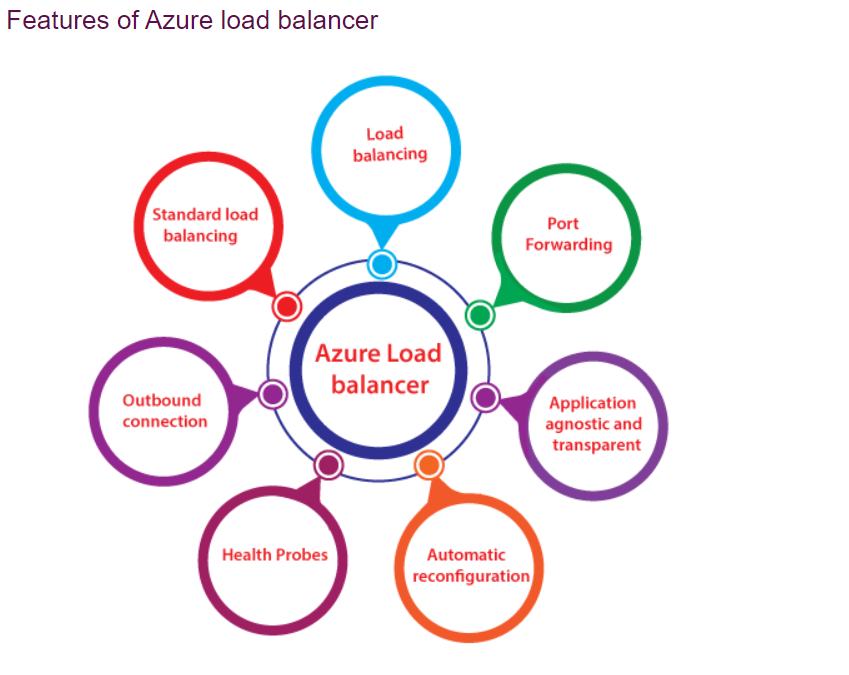 Features of Azure load balancer
Load
balancing
Standard load
balancing
Port
Forwarding
Azure Load
balancer
Outbound
connection
Application
agnostic and
transparent
Health Probes
Automatic
reconfiguration